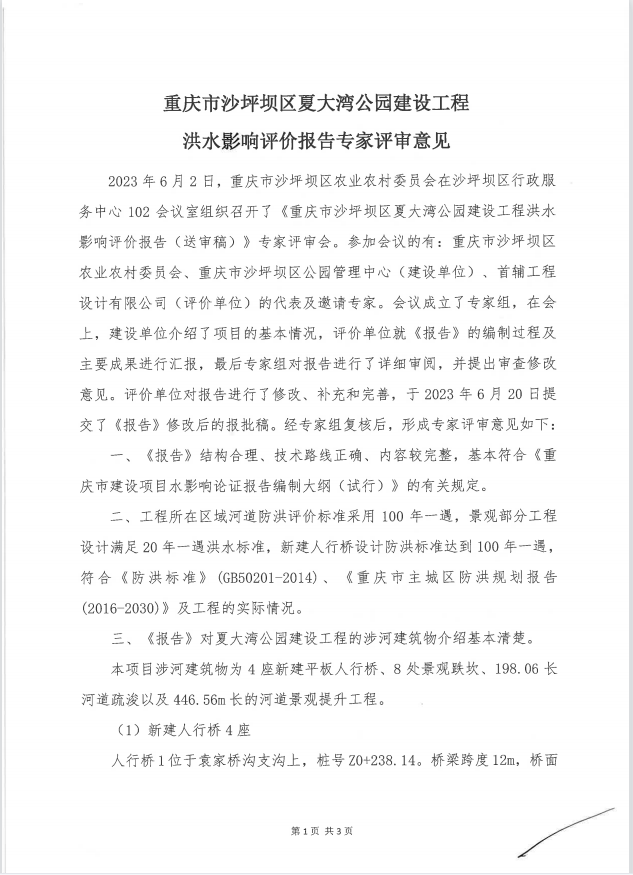 重庆市沙坪坝区夏大湾公园建设工程
洪水影响评价报告专家评审意见
2023 年 6 月 2 日，重庆市沙坪坝区农业农村委员会在沙坪坝区行政服
务中心 102 会议室组织召开了《重庆市沙坪坝区夏大湾公园建设工程洪水
影响评价报告（送审稿）》专家评审会。参加会议的有：重庆市沙坪坝区
农业农村委员会、重庆市沙坪坝区公园管理中心（建设单位）、首辅工程
设计有限公司（评价单位）的代表及邀请专家。会议成立了专家组，在会
上，建设单位介绍了项目的基本情况，评价单位就《报告》的编制过程及
主要成果进行汇报，最后专家组对报告进行了详细审阅，并提出审查修改
意见。评价单位对报告进行了修改、补充和完善，于 2023 年 6 月 20 日提
交了《报告》修改后的报批稿。经专家组复核后，形成专家评审意见如下：
一、《报告》结构合理、技术路线正确、内容较完整，基本符合《重
庆市建设项目水影响论证报告编制大纲（试行）》的有关规定。
二、工程所在区域河道防洪评价标准采用 100 年一遇，景观部分工程
设计满足 20 年一遇洪水标准，新建人行桥设计防洪标准达到 100 年一遇，
符合《防洪标准》(GB50201-2014)、《重庆市主城区防洪规划报告
(2016-2030)》及工程的实际情况。
三、《报告》对夏大湾公园建设工程的涉河建筑物介绍基本清楚。
本项目涉河建筑物为 4 座新建平板人行桥、8 处景观跌坎、198.06 长
河道疏浚以及 446.56m 长的河道景观提升工程。
（1）新建人行桥 4 座
人行桥 1 位于袁家桥沟支沟上，桩号 Z0+238.14。桥梁跨度 12m，桥面
第 1 页 共 3 页